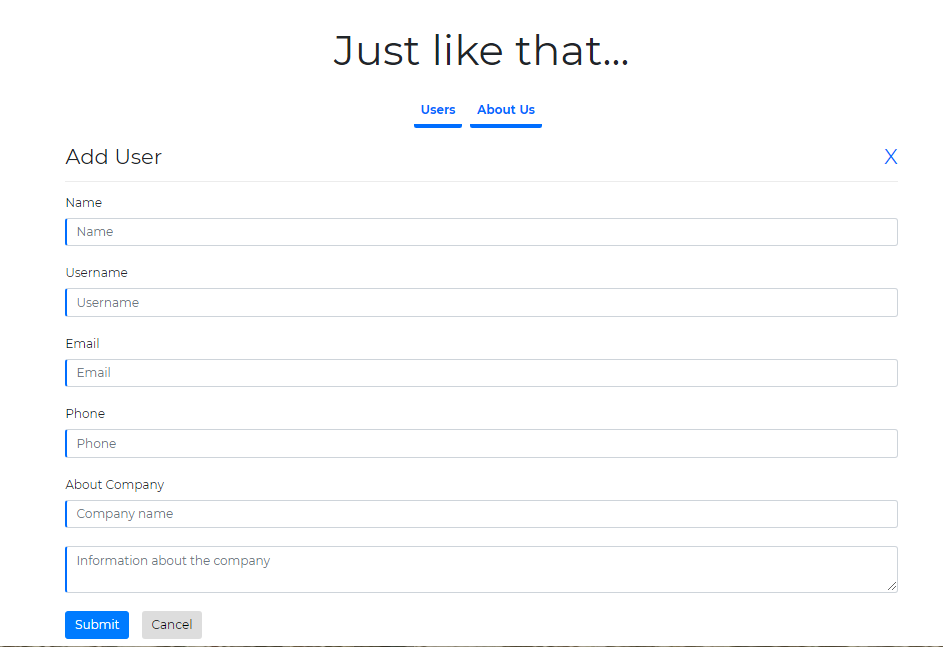 Just like that...
Users About Us
Add User X
Name
Name
Username
Username
Email
Email
Phone
Phone
About Company
Company name
Information about the company
Submit Cancel